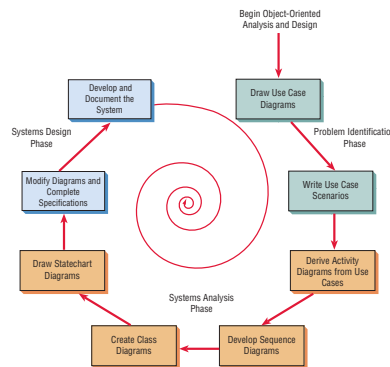 Begin Object-Oriented
Analysis and Design
Draw Use Case
Diagrams
Problem Identification
Phase
Write Use Case
Scenarios
Derive Activity
Diagrams from Use
Cases
Develop Sequence
Diagrams
Systems Analysis
Phase
Create Class
Diagrams
Draw Statechart
Diagrams
Modify Diagrams and
Complete
Specifications
Systems Design
Phase
Develop and
Document the
System